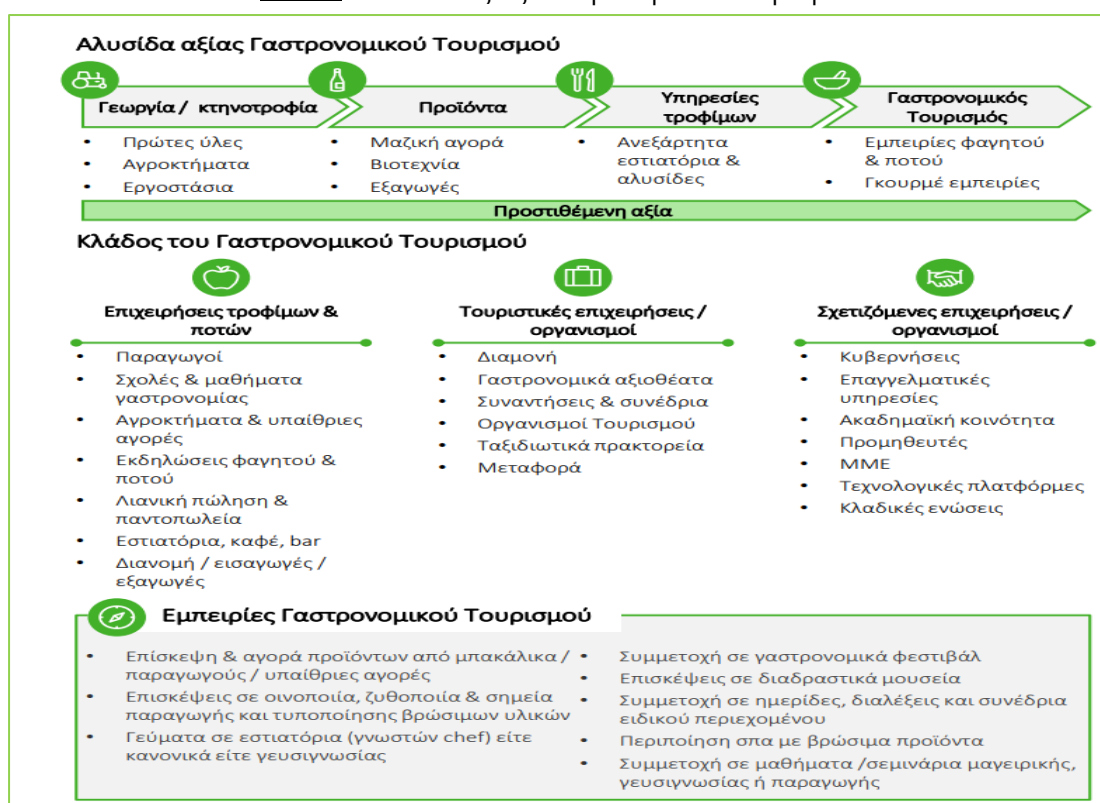 Αλυσίδα αξίας Γαστρονομικού Τουρισμού
Γεωργία / κτηνοτροφία
• Πρώτες ύλες
• Αγροκτήματα
• Εργοστάσια
Προϊόντα
• Μαζική αγορά
• Βιοτεχνία
• Εξαγωγές
Υπηρεσίες
τροφίμων
• Ανεξάρτητα
εστιατόρια &
αλυσίδες
Γαστρονομικός
Τουρισμός
• Εμπειρίες φαγητού
& ποτού
• Γκουρμέ εμπειρίες
Προστιθέμενη αξία
Κλάδος του Γαστρονομικού Τουρισμού
Επιχειρήσεις τροφίμων &
ποτών
• Παραγωγοί
• Σχολές & μαθήματα
γαστρονομίας
• Αγροκτήματα & υπαίθριες
αγορές
• Εκδηλώσεις φαγητού &
ποτού
• Λιανική πώληση &
παντοπωλεία
• Εστιατόρια, καφέ, bar
• Διανομή / εισαγωγές /
εξαγωγές
Τουριστικές επιχειρήσεις /
οργανισμοί
• Διαμονή
• Γαστρονομικά αξιοθέατα
• Συναντήσεις & συνέδρια
• Οργανισμοί Τουρισμού
• Ταξιδιωτικά πρακτορεία
• Μεταφορά
Σχετιζόμενες επιχειρήσεις /
οργανισμοί
• Κυβερνήσεις
• Επαγγελματικές
υπηρεσίες
• Ακαδημαϊκή κοινότητα
• Προμηθευτές
• ΜΜΕ
• Τεχνολογικές πλατφόρμες
• Κλαδικές ενώσεις
Εμπειρίες Γαστρονομικού Τουρισμού
• Επίσκεψη & αγορά προϊόντων από μπακάλικα /
παραγωγούς / υπαίθριες αγορές
• Επισκέψεις σε οινοποιία, ζυθοποιία & σημεία
παραγωγής και τυποποίησης βρώσιμων υλικών
• Γεύματα σε εστιατόρια (γνωστών chef) είτε
κανονικά είτε γευσιγνωσίας
• Συμμετοχή σε γαστρονομικά φεστιβάλ
• Επισκέψεις σε διαδραστικά μουσεία
• Συμμετοχή σε ημερίδες, διαλέξεις και συνέδρια
ειδικού περιεχομένου
• Περιποίηση σπα με βρώσιμα προϊόντα
• Συμμετοχή σε μαθήματα /σεμινάρια μαγειρικής,
γευσιγνωσίας ή παραγωγής